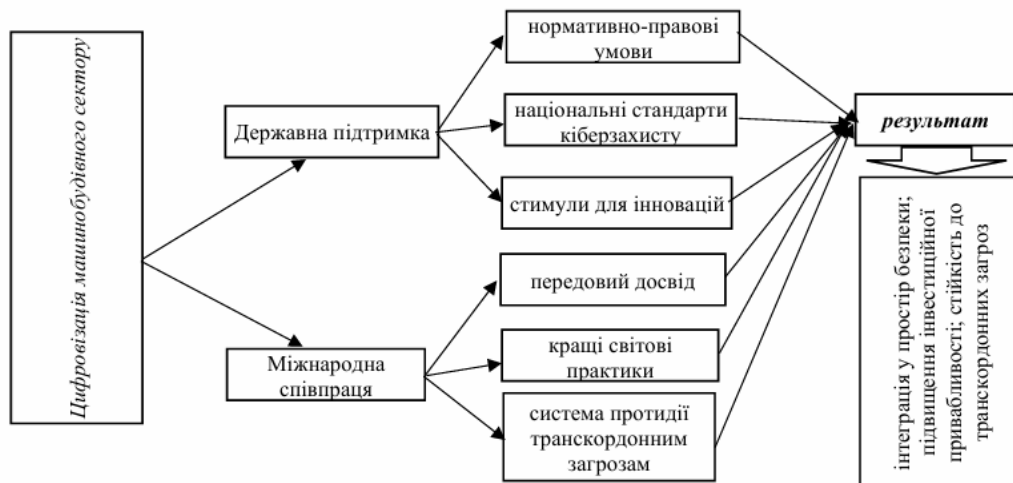 Цифровізація машинобудівного сектору
Державна підтримка
Міжнародна
співпраця
нормативно-правові
умови
національні стандарти
кіберзахисту
стимули для інновацій
передовий досвід
кращі світові
практики
система протидії
транскордонним
загрозам
результат
інтеграція у простір безпеки;
підвищення інвестиційної
привабливості; стійкість до
транскордонних загроз